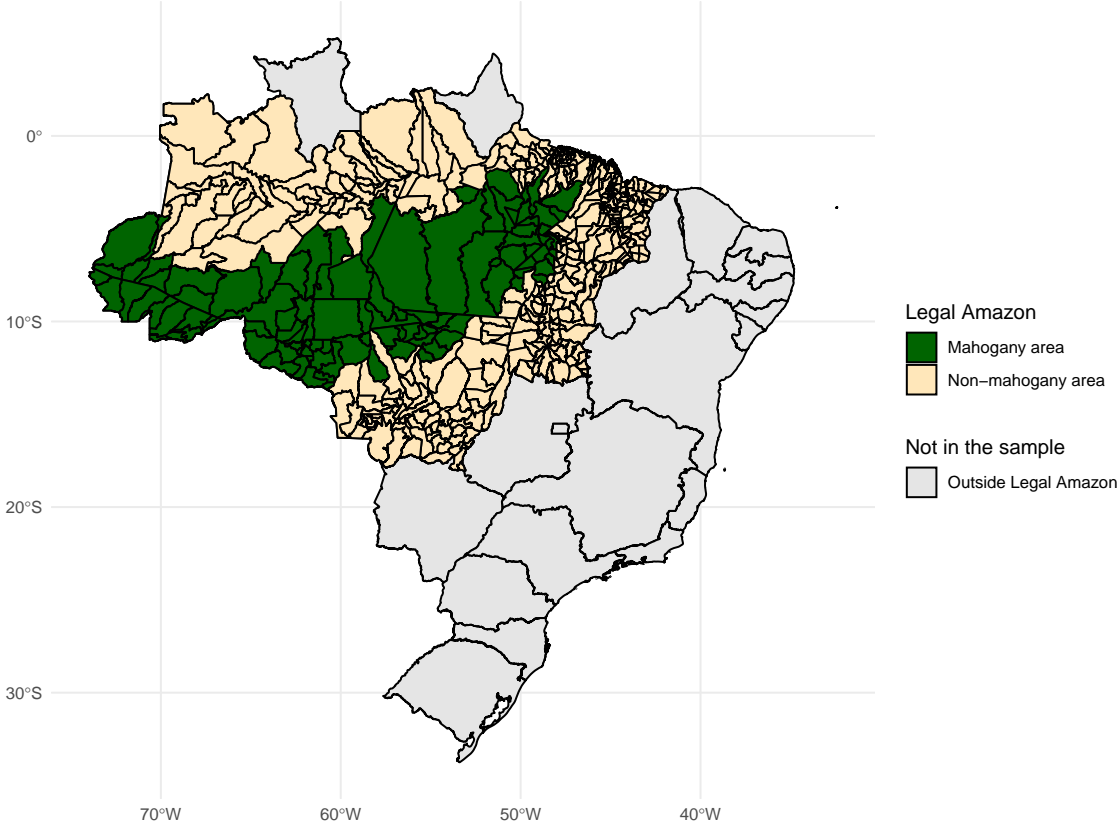 0°
10°S
20°S
30°S
70°W
60°W
50°W
40°W
Legal Amazon
Mahogany area
Non−mahogany area
Not in the sample
Outside Legal Amazon